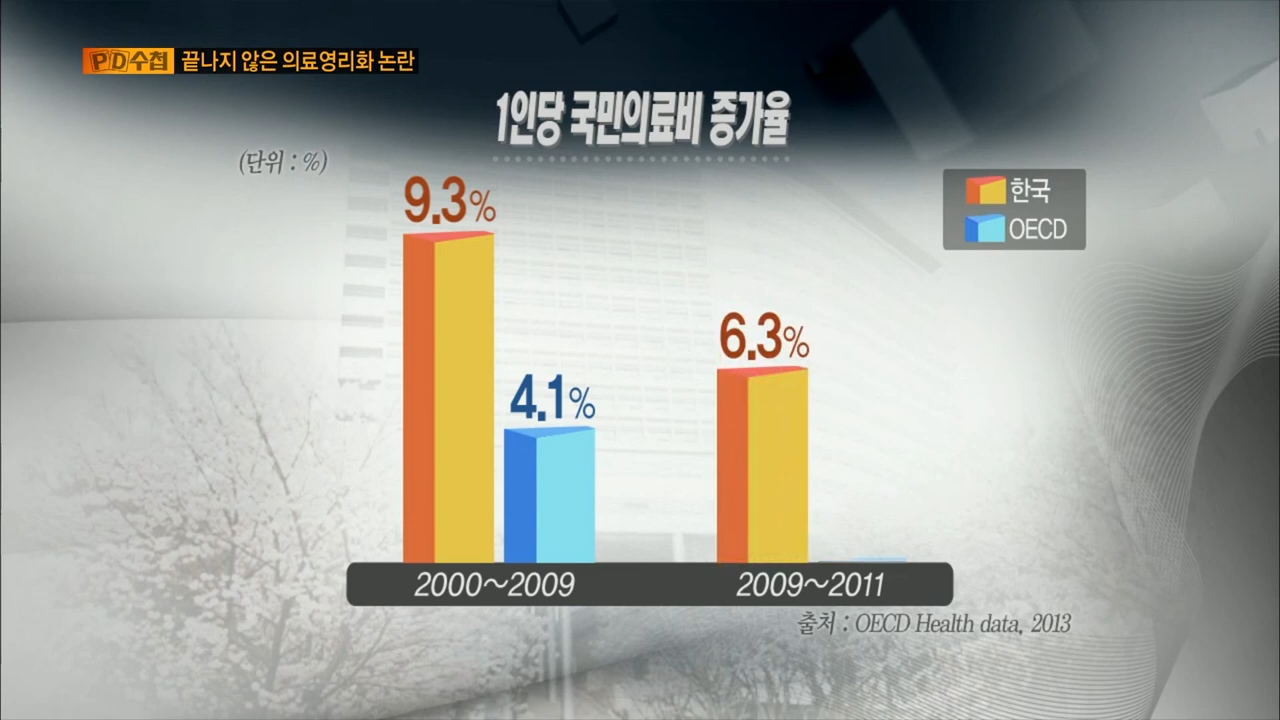 PD수첩 끝나지 않은 의료영리화 논란
1인당 국민의료비 증가율
(단위 : %)
한국
OECD
9.3%
4.1%
6.3%
2000~2009
2009~2011
출처 : OECD Health data, 2013